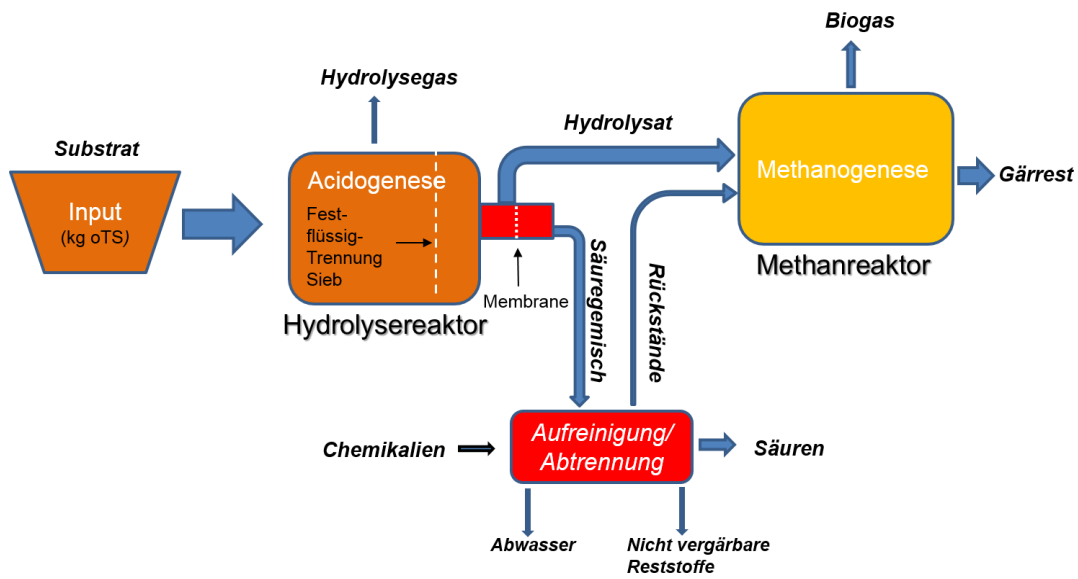 Biogas
Hydrolysegas
Hydrolysat
Substrat
Input
(kg oTS)
Acidogenese
Fest-
flüssig-
Trennung
Sieb
Membrane
Hydrolysereaktor
Methanogenese
Gärrest
Methanreaktor
Säuregemisch
Rückstände
Chemikalien
Aufreinigung/
Abtrennung
Säuren
Abwasser
Nicht vergärbare
Reststoffe